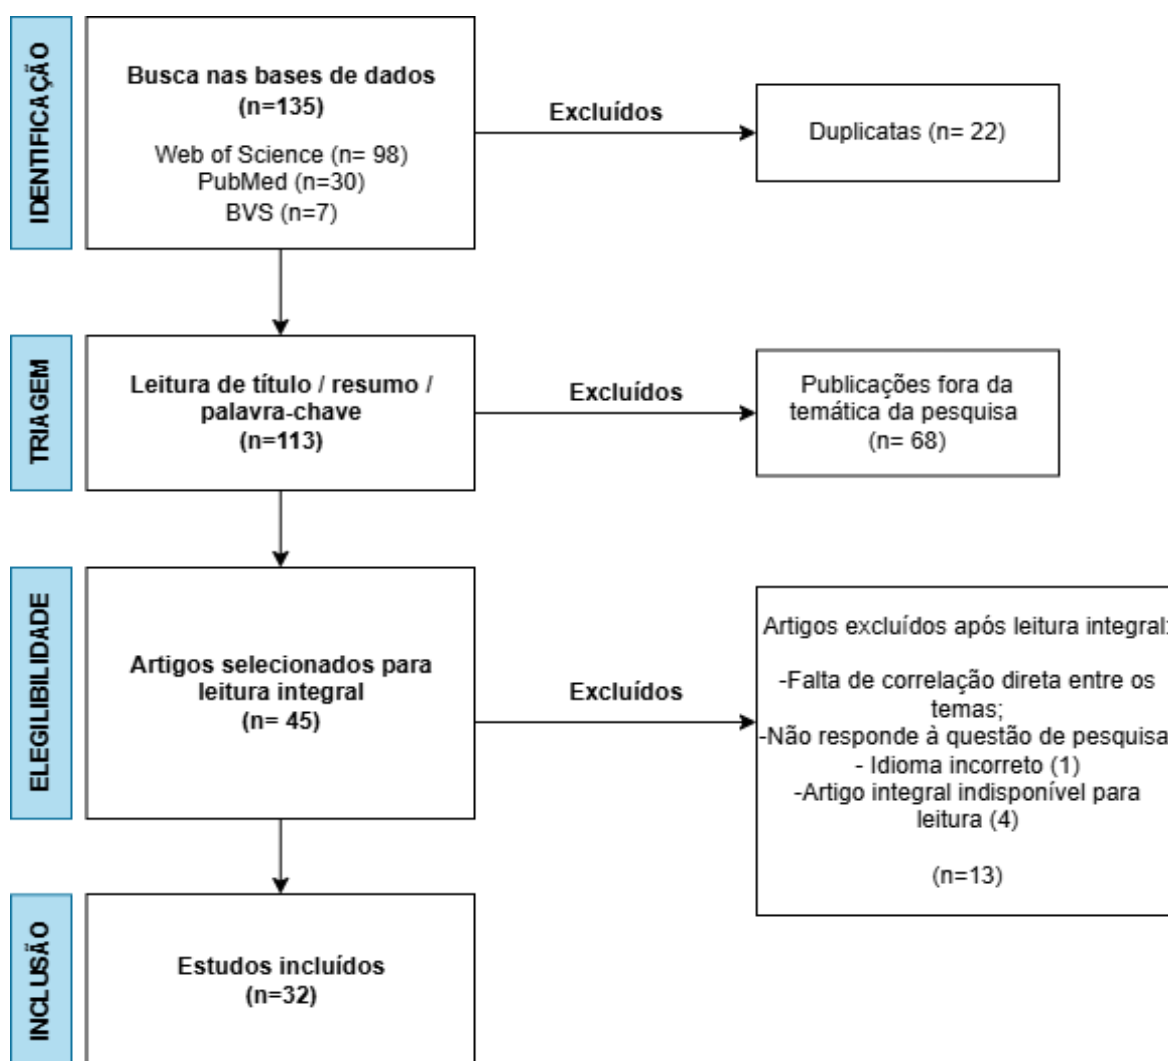 IDENTIFICAÇÃO
Busca nas bases de dados
(n=135)
Web of Science (n= 98)
PubMed (n=30)
BVS (n=7)
Excluídos
Duplicatas (n= 22)
TRIAGEM
Leitura de título / resumo /
palavra-chave
(n=113)
Excluídos
Publicações fora da
temática da pesquisa
(n= 68)
ELEGIBILIDADE
Artigos selecionados para
leitura integral
(n= 45)
Excluídos
Artigos excluídos após leitura integral:
-Falta de correlação direta entre os
temas;
-Não responde à questão de pesquisa
- Idioma incorreto (1)
-Artigo integral indisponível para
leitura (4)
(n=13)
INCLUSÃO
Estudos incluídos
(n=32)